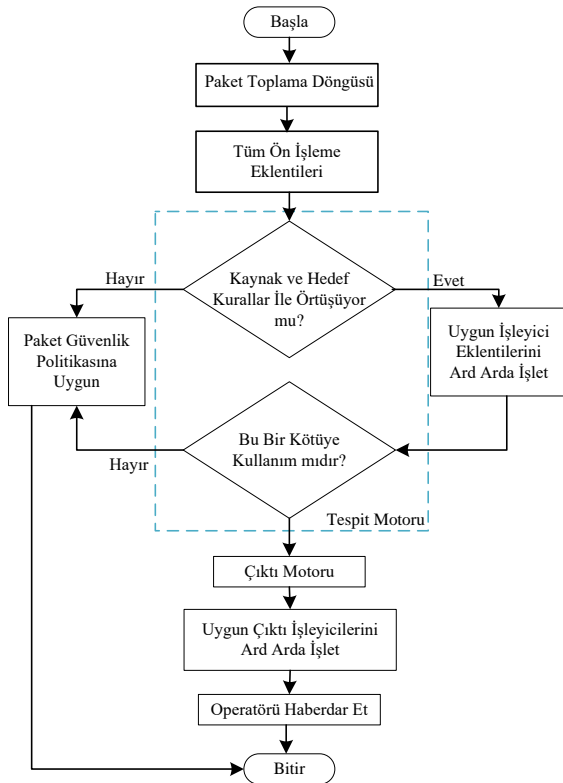 Başla
Paket Toplama Döngüsü
Tüm Ön İşleme
Eklentileri
Hayır
Kaynak ve Hedef
Kurallar İle Örtüşüyor
mu?
Evet
Paket Güvenlik
Politikasına
Uygun
Uygun İşleyici
Eklentilerini
Ard Arda İşlet
Hayır
Bu Bir Kötüye
Kullanım mıdır?
Tespit Motoru
Çıktı Motoru
Uygun Çıktı İşleyicilerini
Ard Arda İşlet
Operatörü Haberdar Et
Bitir